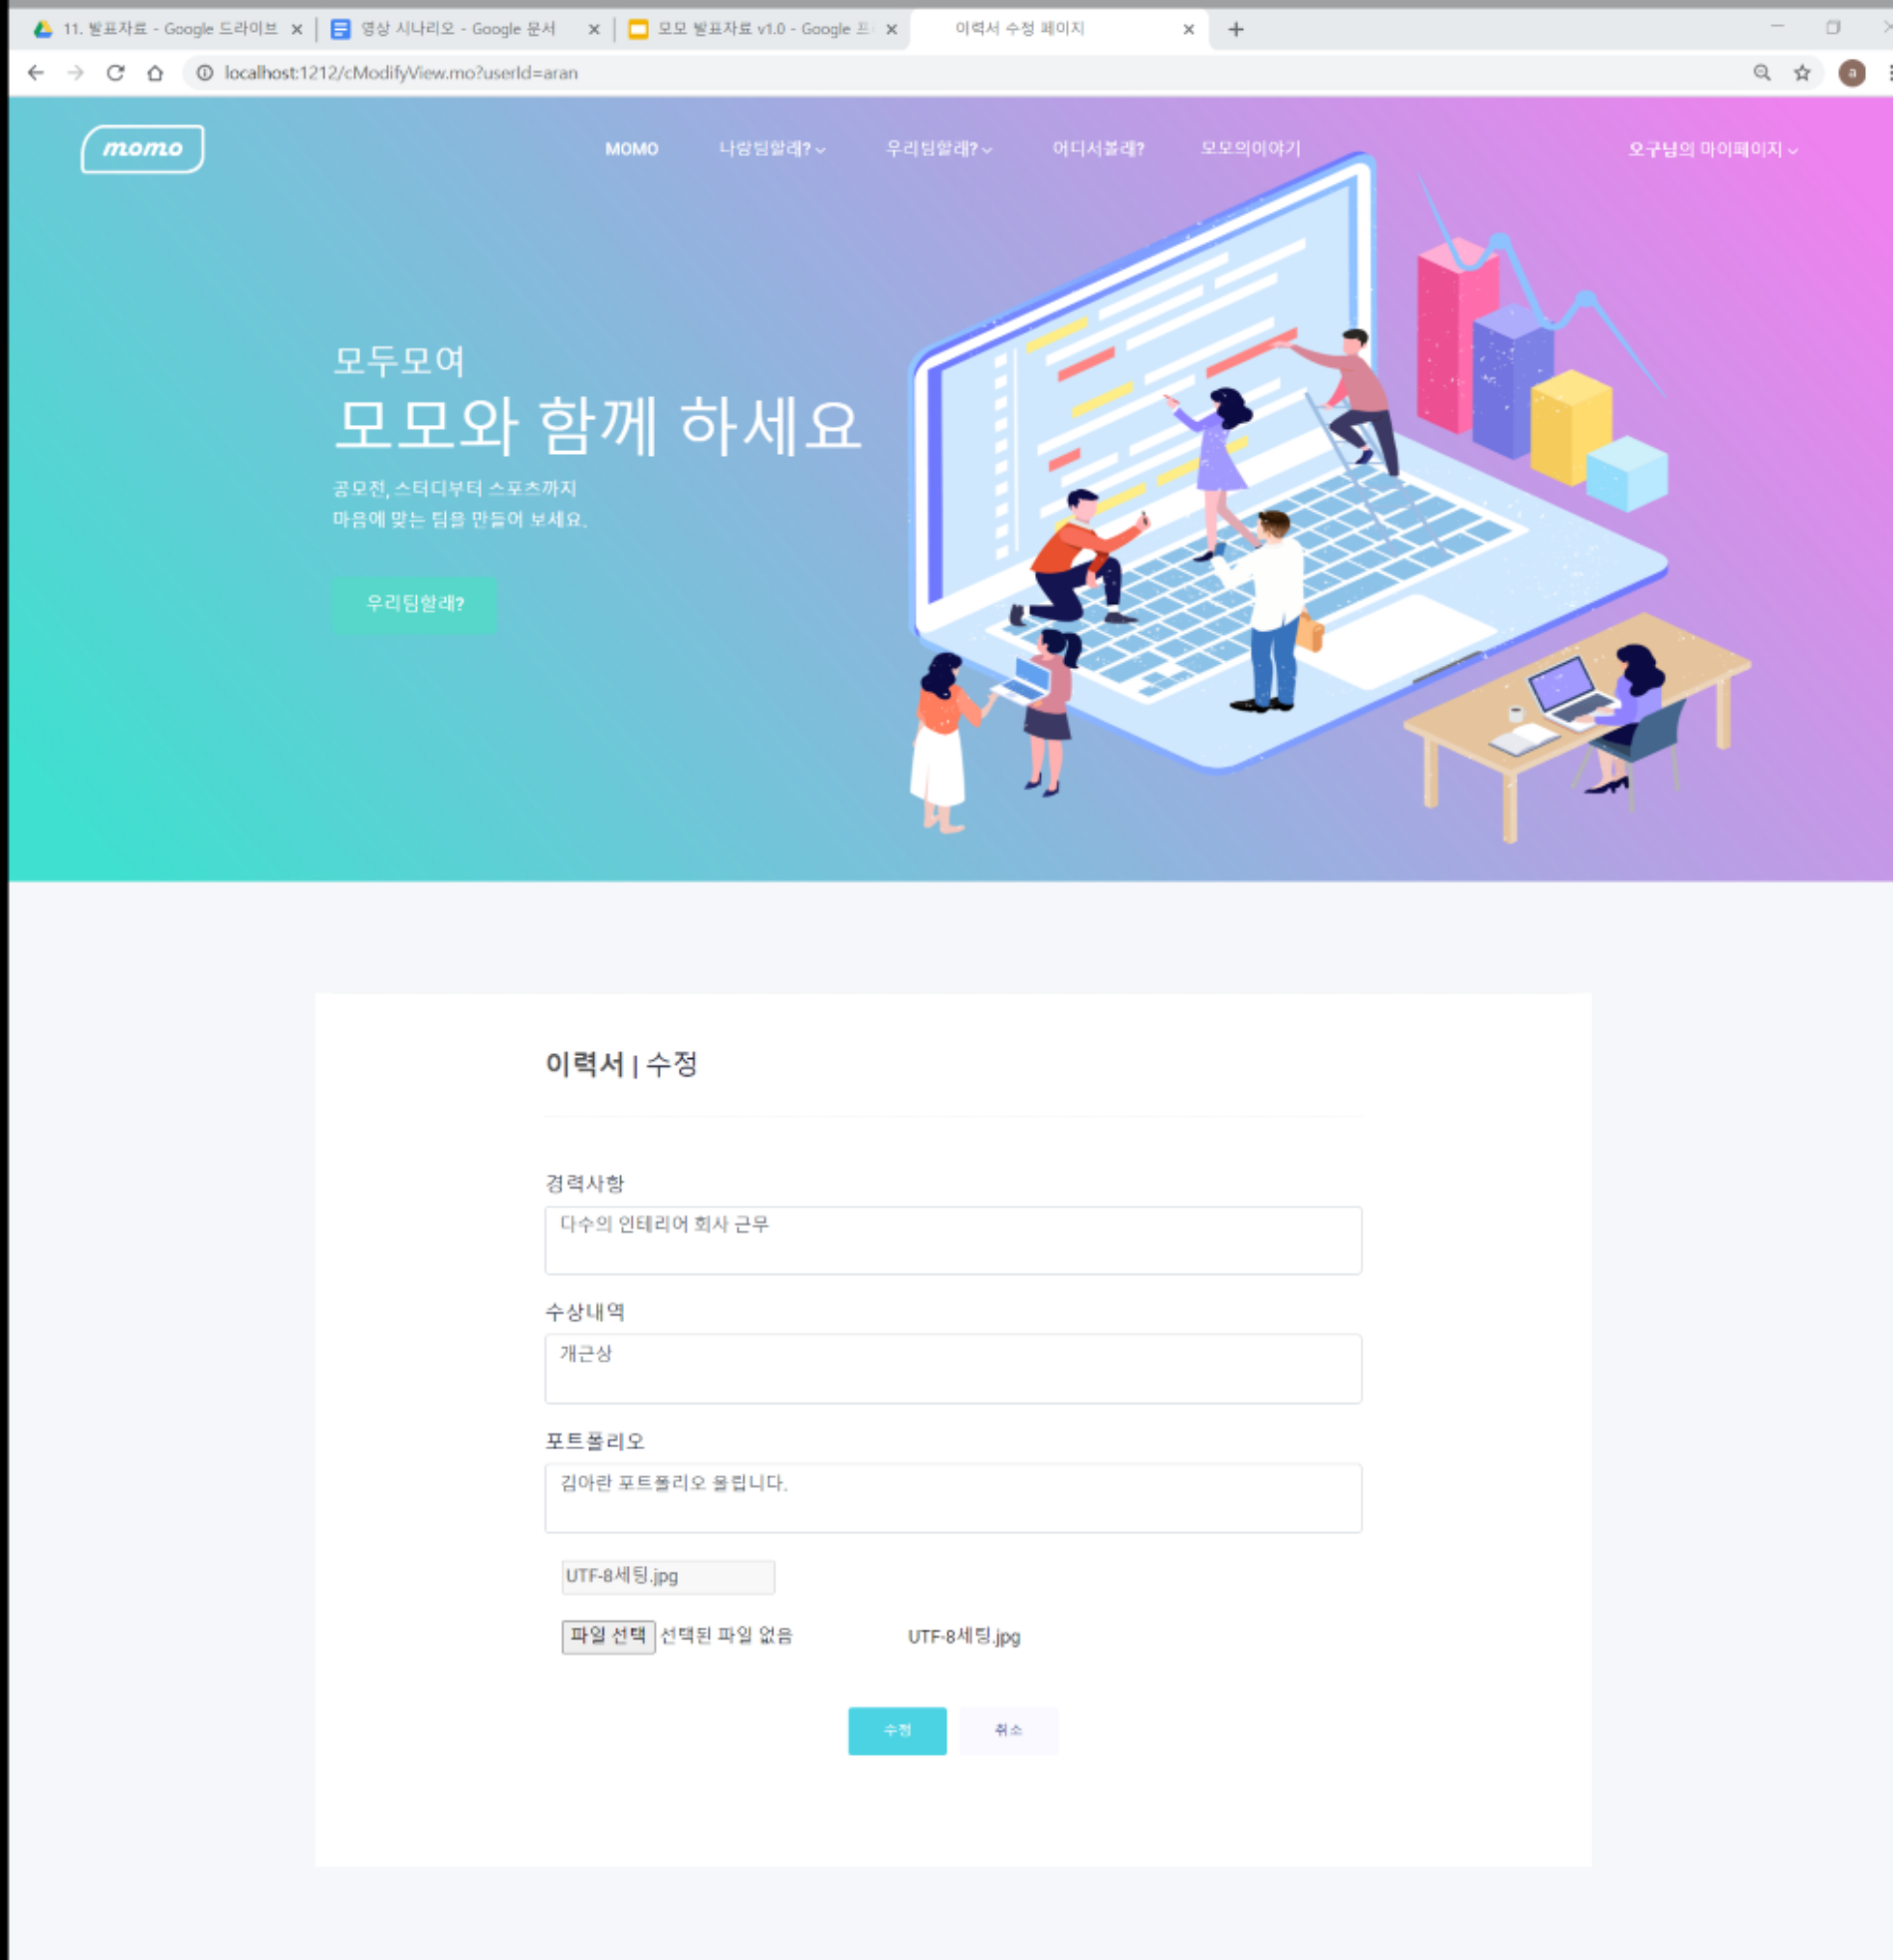 11. 발표자료 - Google 드라이브
영상 시나리오 - Google 문서
모모 발표자료 v1.0 - Google 프
이력서 수정 페이지
localhost:1212/cModifyView.mo?userId=aran
a
momo
MOMO
나랑팀할래?
우리팀할래?
어디서볼래?
모모의이야기
오구님의 마이페이지
모두모여
모모와 함께 하세요
공모전, 스터디부터 스포츠까지
마음에 맞는 팀을 만들어 보세요.
우리팀할래?
이력서 | 수정
경력사항
다수의 인테리어 회사 근무
수상내역
개근상
포트폴리오
김아란 포트폴리오 올립니다.
UTF-8세팅.jpg
파일 선택 선택된 파일 없음
UTF-8세팅.jpg
수정
취소